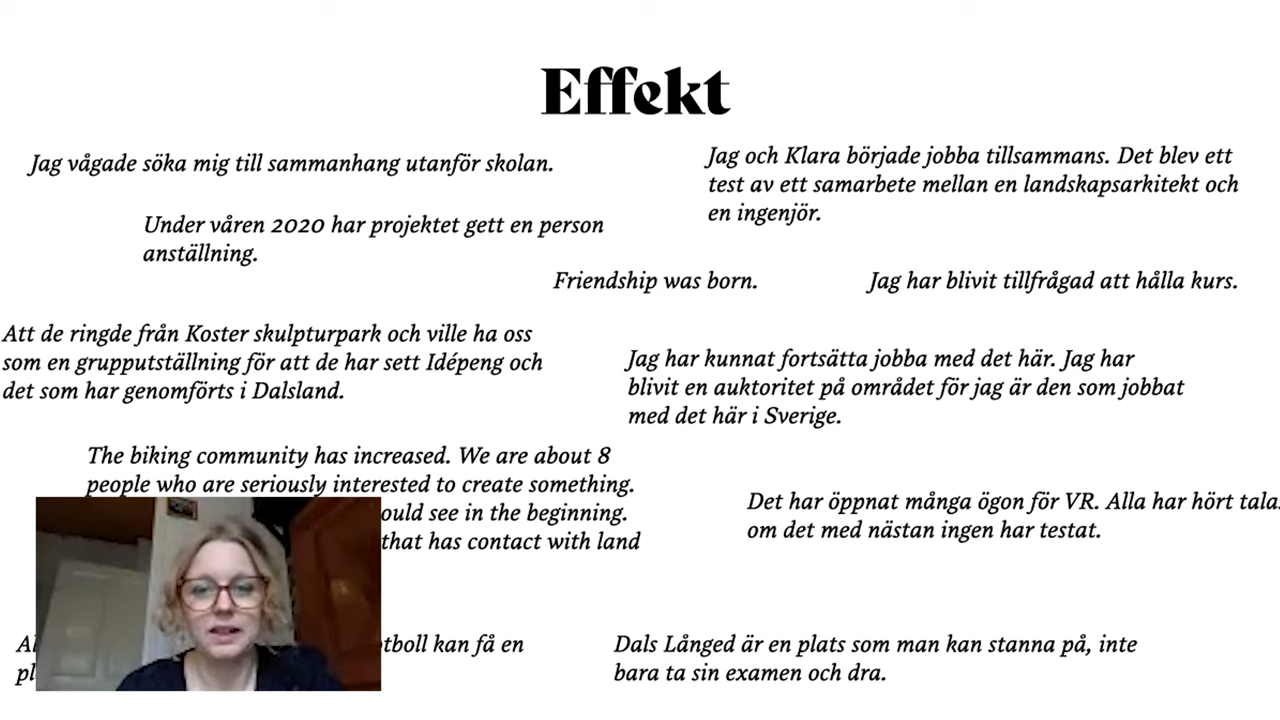 Effekt
Jag vågade söka mig till sammanhang utanför skolan.
Jag och Klara började jobba tillsammans. Det blev ett
test av ett samarbete mellan en landskapsarkitekt och
en ingenjör.
Under våren 2020 har projektet gett en person
anställning.
Friendship was born.
Jag har blivit tillfrågad att hålla kurs.
Att de ringde från Koster skulpturpark och ville ha oss
som en grupputställning för att de har sett Idépeng och
det som har genomförts i Dalsland.
Jag har kunnat fortsätta jobba med det här. Jag har
blivit en auktoritet på området för jag är den som jobbat
med det här i Sverige.
The biking community has increased. We are about 8
people who are seriously interested to create something.
see in the beginning.
that has contact with land
Det har öppnat många ögon för VR. Alla har hört
om det med nästan ingen har testat.
kan få en
Dals Långed är en plats som man kan stanna på, inte
bara ta sin examen och dra.